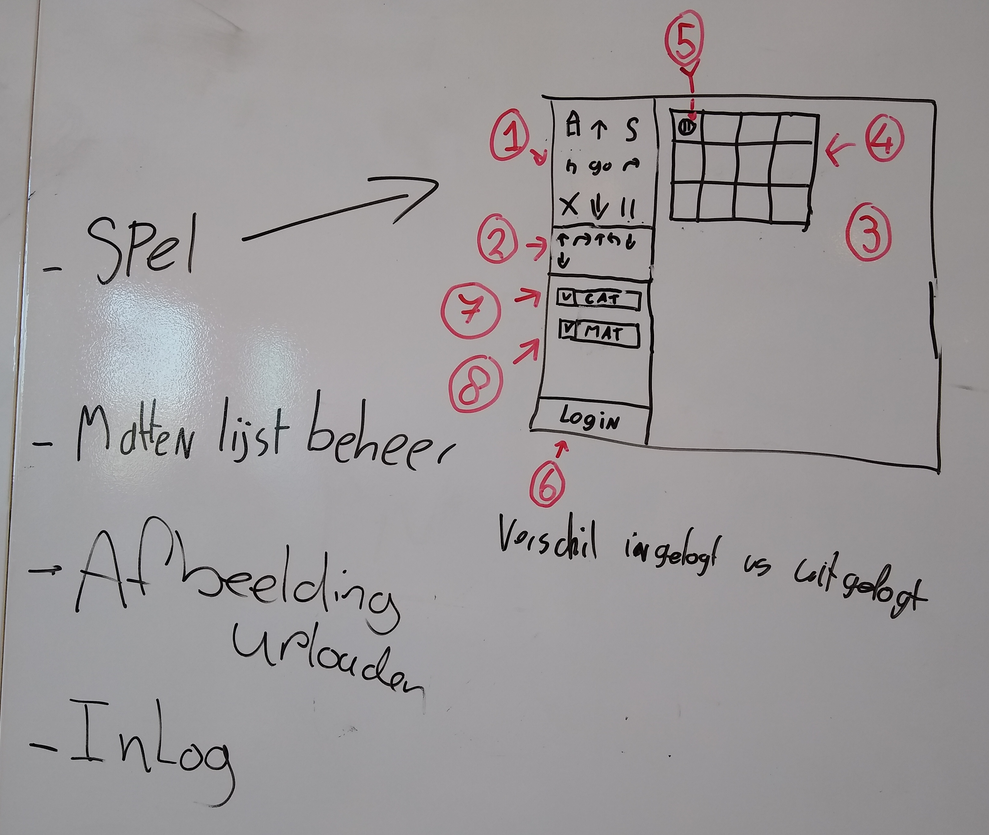 5
1
A ↑ S
4
h go
X ↓ ||
- Spel
2
3
7
V CAT
V MAT
8
Login
- Matten lijst beheer
6
Verschil ingelogt vs uitgelogt
- Afbeelding
uploaden
- InLog